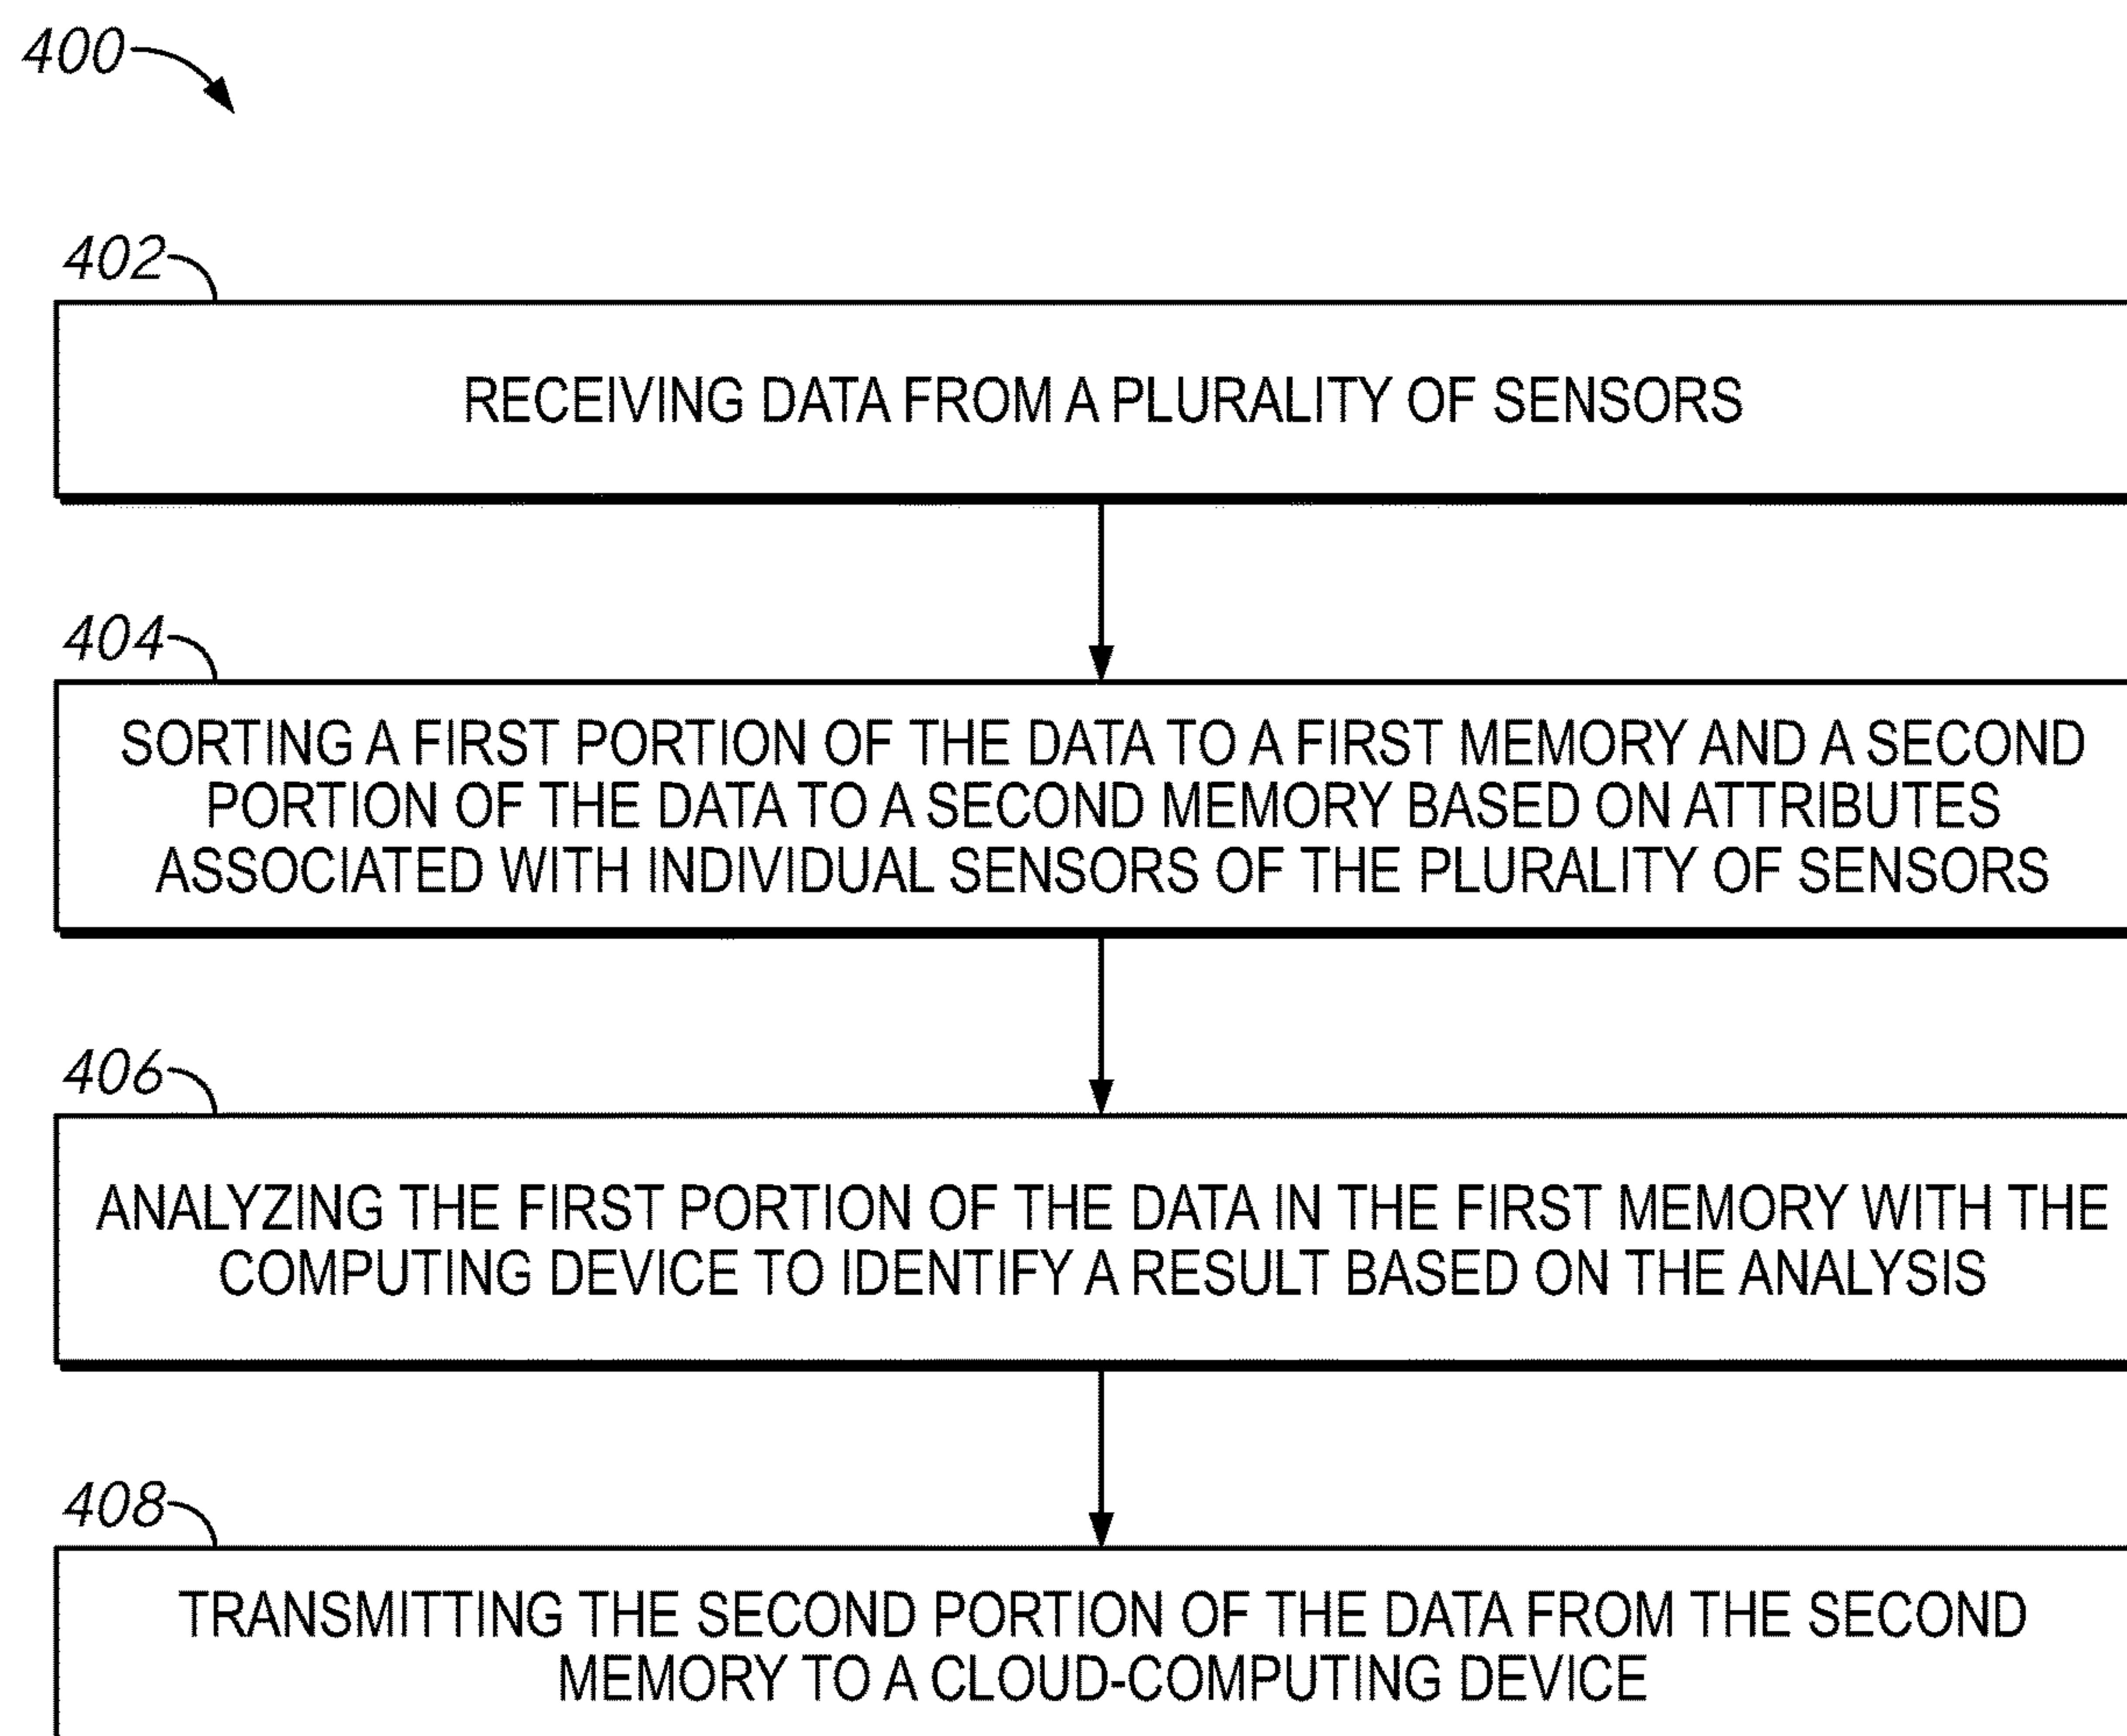 400
402
RECEIVING DATA FROM A PLURALITY OF SENSORS
404
SORTING A FIRST PORTION OF THE DATA TO A FIRST MEMORY AND A SECOND
PORTION OF THE DATA TO A SECOND MEMORY BASED ON ATTRIBUTES
ASSOCIATED WITH INDIVIDUAL SENSORS OF THE PLURALITY OF SENSORS
406
ANALYZING THE FIRST PORTION OF THE DATA IN THE FIRST MEMORY WITH THE
COMPUTING DEVICE TO IDENTIFY A RESULT BASED ON THE ANALYSIS
408
TRANSMITTING THE SECOND PORTION OF THE DATA FROM THE SECOND
MEMORY TO A CLOUD-COMPUTING DEVICE